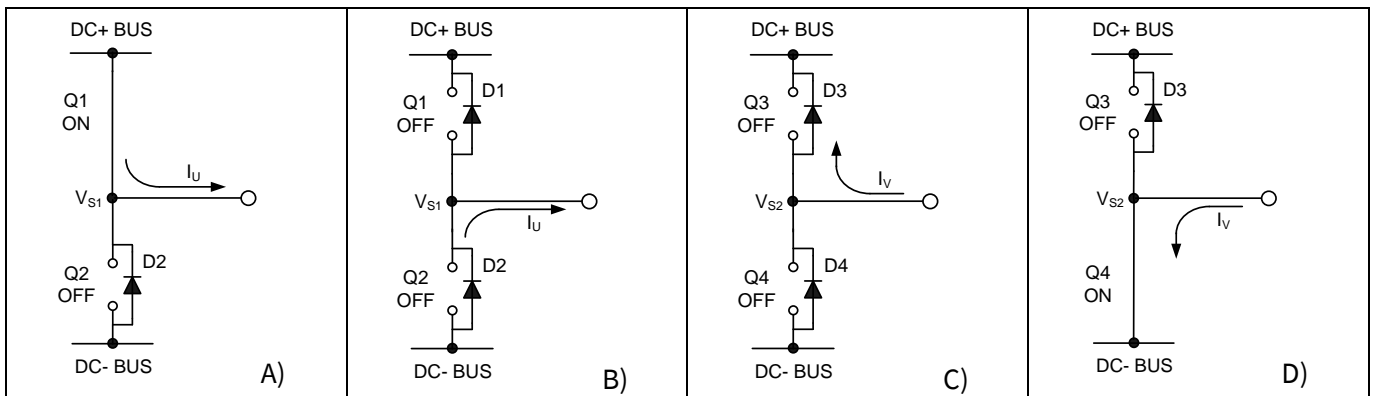 DC+ BUS
Q1
ON
I_U
V_S1
Q2
OFF
D2
DC- BUS
A)
DC+ BUS
Q1
OFF
D1
V_S1
I_U
Q2
OFF
D2
DC- BUS
B)
DC+ BUS
Q3
OFF
D3
I_V
V_S2
Q4
OFF
D4
DC- BUS
C)
DC+ BUS
Q3
OFF
D3
V_S2
I_V
Q4
ON
DC- BUS
D)